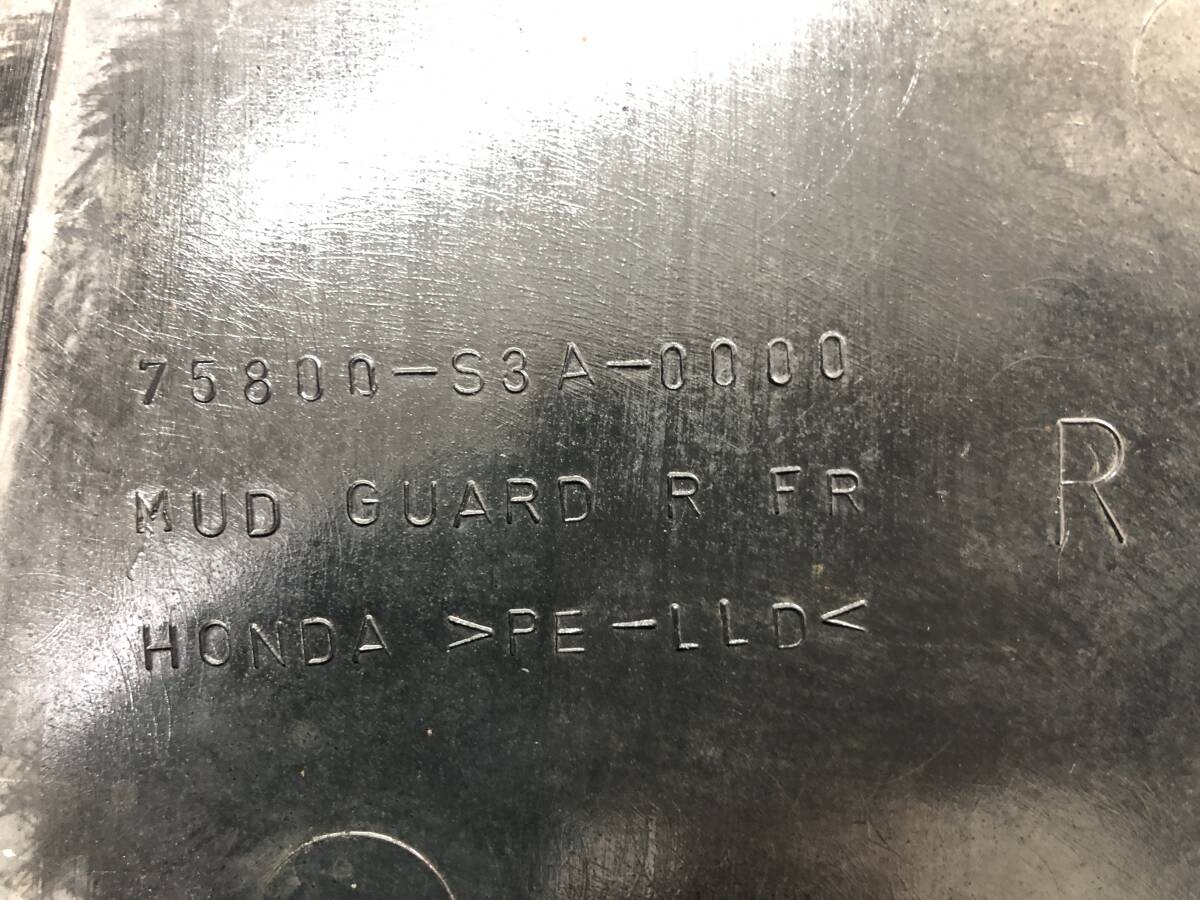 75800-S3A-0000
MUD GUARD R FR
R
HONDA >PE-LLD<